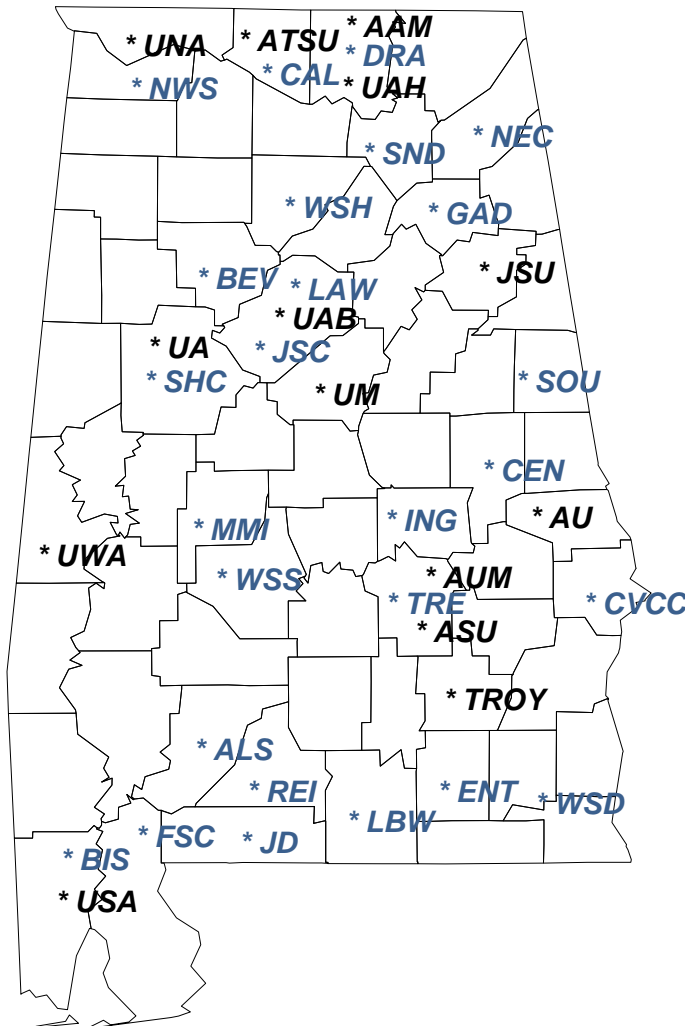 * UNA
* ATSU
* AAM
* DRA
* CAL
* UAH
* NWS
* NEC
* SND
* WSH
* GAD
* JSU
* BEV
* LAW
* UAB
* UA
* JSC
* SHC
* UM
* SOU
* CEN
* AU
* ING
* MMI
* UWA
* WSS
* AUM
* TRE
* CVCC
* ASU
* TROY
* ALS
* REI
* ENT
* WSD
* LBW
* FSC
* JD
* BIS
* USA